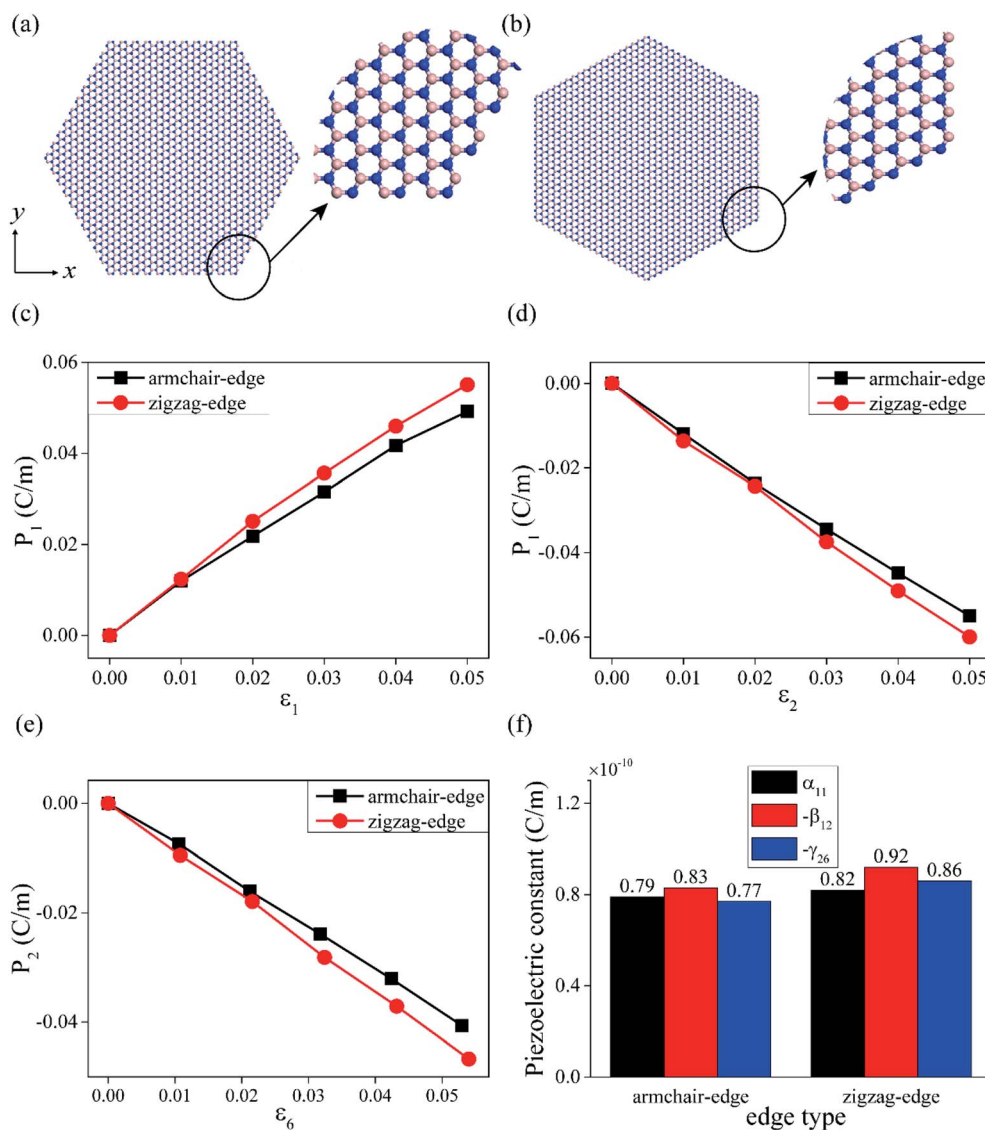 (a)
(b)
y
x
(c)
(d)
0.06
0.04
0.02
0.00
P₁ (C/m)
armchair-edge
zigzag-edge
0.00 0.01 0.02 0.03 0.04 0.05
ε₁
0.00
-0.02
-0.04
-0.06
P₁ (C/m)
armchair-edge
zigzag-edge
0.00 0.01 0.02 0.03 0.04 0.05
ε₂
(e)
(f)
0.00
-0.02
-0.04
P₂ (C/m)
armchair-edge
zigzag-edge
0.00 0.01 0.02 0.03 0.04 0.05
ε₆
×10⁻¹⁰
1.2
0.8
0.4
0.0
Piezoelectric constant (C/m)
α₁₁
-β₁₂
-γ₂₆
0.79 0.83 0.77 0.82 0.92 0.86
armchair-edge zigzag-edge
edge type